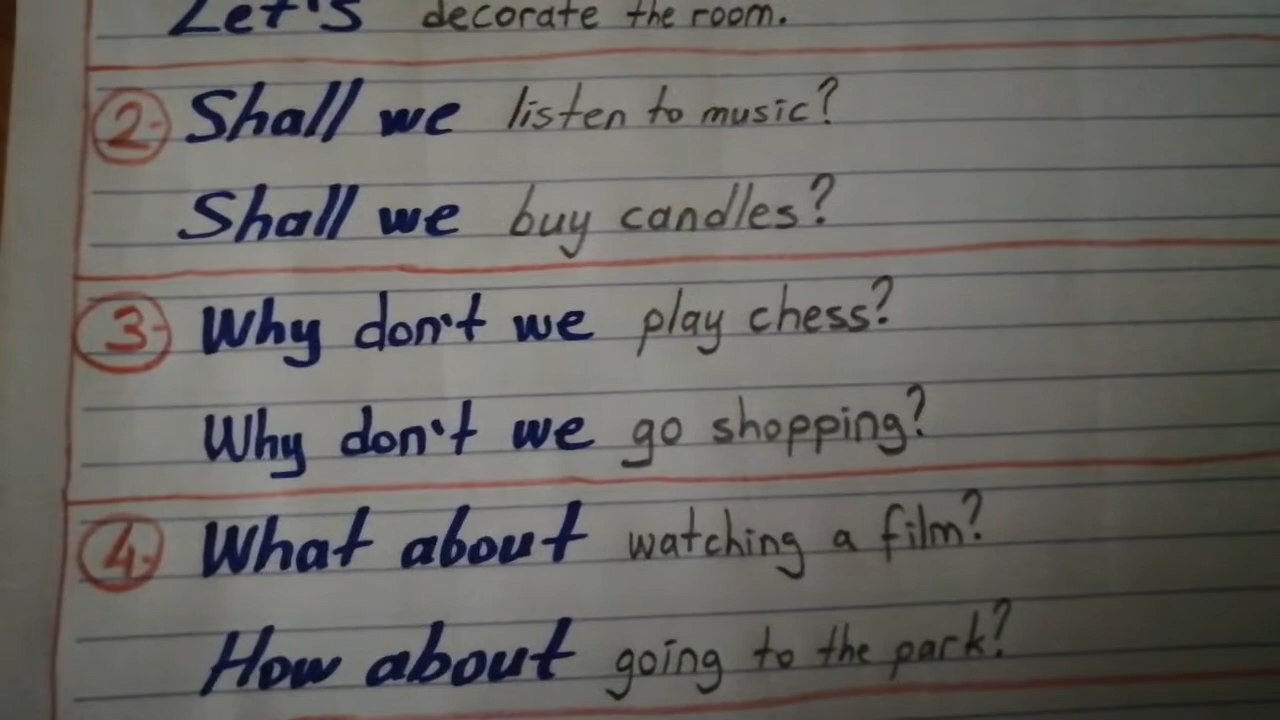 Let's decorate the room.
2- Shall we listen to music?
Shall we buy candles?
3- Why don't we play chess?
Why don't we go shopping?
4- What about watching a film?
How about going to the park?